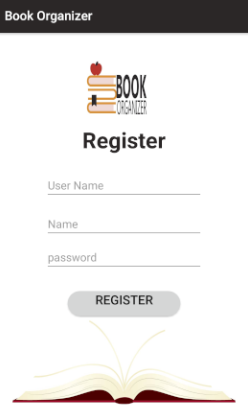 Book Organizer
BOOK
ORGANIZER
Register
User Name
Name
password
REGISTER